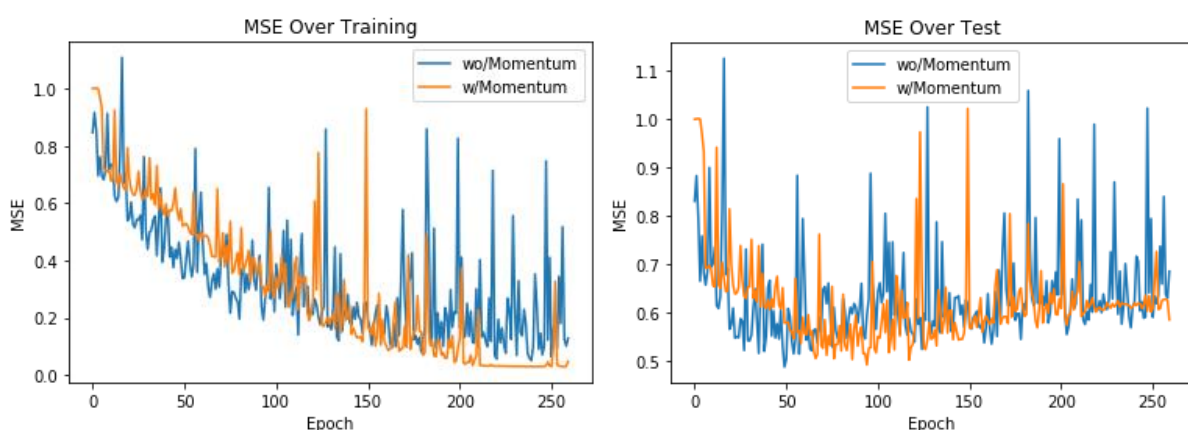 MSE Over Training
MSE
1.0
0.8
0.6
0.4
0.2
0.0
wo/Momentum
w/Momentum
0 50 100 150 200 250
Epoch
MSE Over Test
MSE
1.1
1.0
0.9
0.8
0.7
0.6
0.5
wo/Momentum
w/Momentum
0 50 100 150 200 250
Epoch